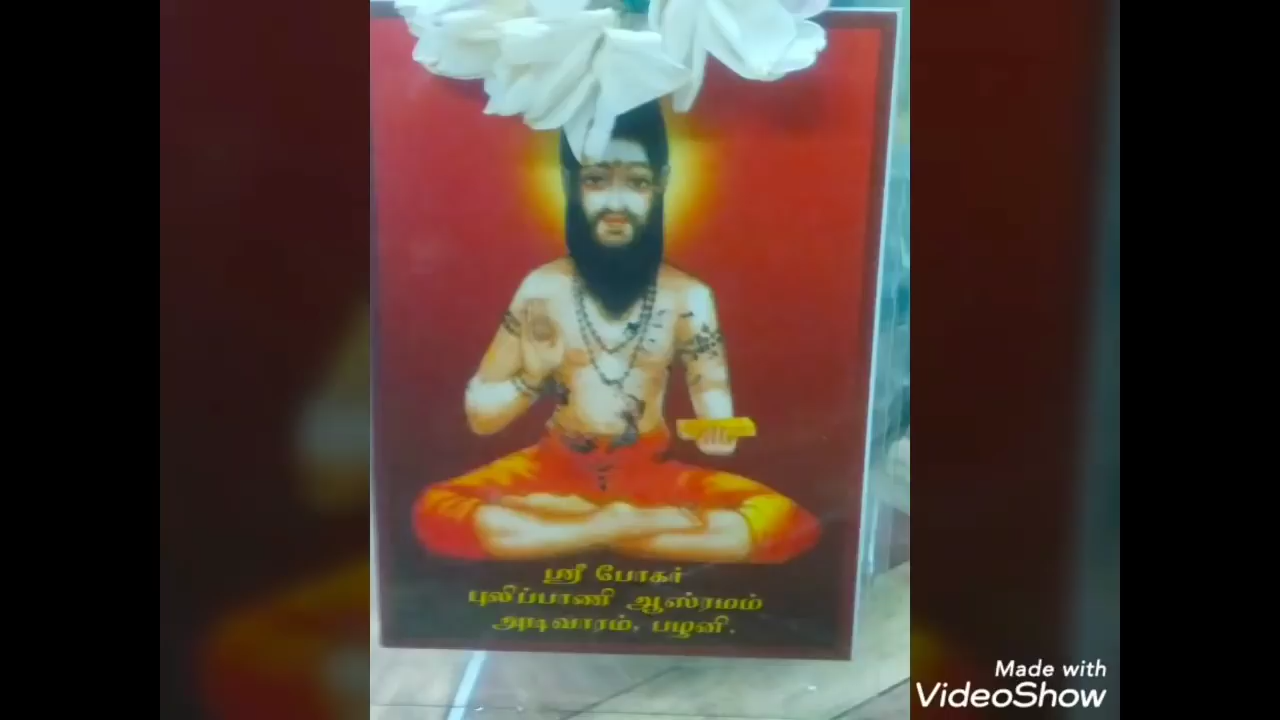 ஸ்ரீ போகர்
புலிப்பாணி ஆஸ்ரமம்
அடிவாரம், பழனி.
Made with
VideoShow